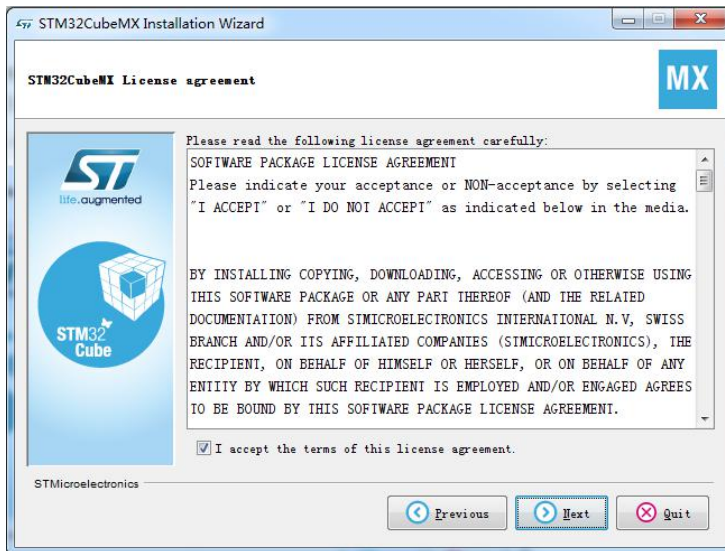 STM32CubeMX Installation Wizard
STM32CubeMX License agreement
MX
Please read the following license agreement carefully:
SOFTWARE PACKAGE LICENSE AGREEMENT
Please indicate your acceptance or NON-acceptance by selecting
"I ACCEPT" or "I DO NOT ACCEPT" as indicated below in the media.
BY INSTALLING COPYING, DOWNLOADING, ACCESSING OR OTHERWISE USING
THIS SOFTWARE PACKAGE OR ANY PART THEREOF (AND THE RELATED
DOCUMENTATION) FROM STMICROELECTRONICS INTERNATIONAL N.V, SWISS
BRANCH AND/OR ITS AFFILIATED COMPANIES (STMICROELECTRONICS), THE
RECIPIENT, ON BEHALF OF HIMSELF OR HERSELF, OR ON BEHALF OF ANY
ENTITY BY WHICH SUCH RECIPIENT IS EMPLOYED AND/OR ENGAGED AGREES
TO BE BOUND BY THIS SOFTWARE PACKAGE LICENSE AGREEMENT.
ST
life.augmented
STM32
Cube
I accept the terms of this license agreement.
STMicroelectronics
Previous
Next
Quit